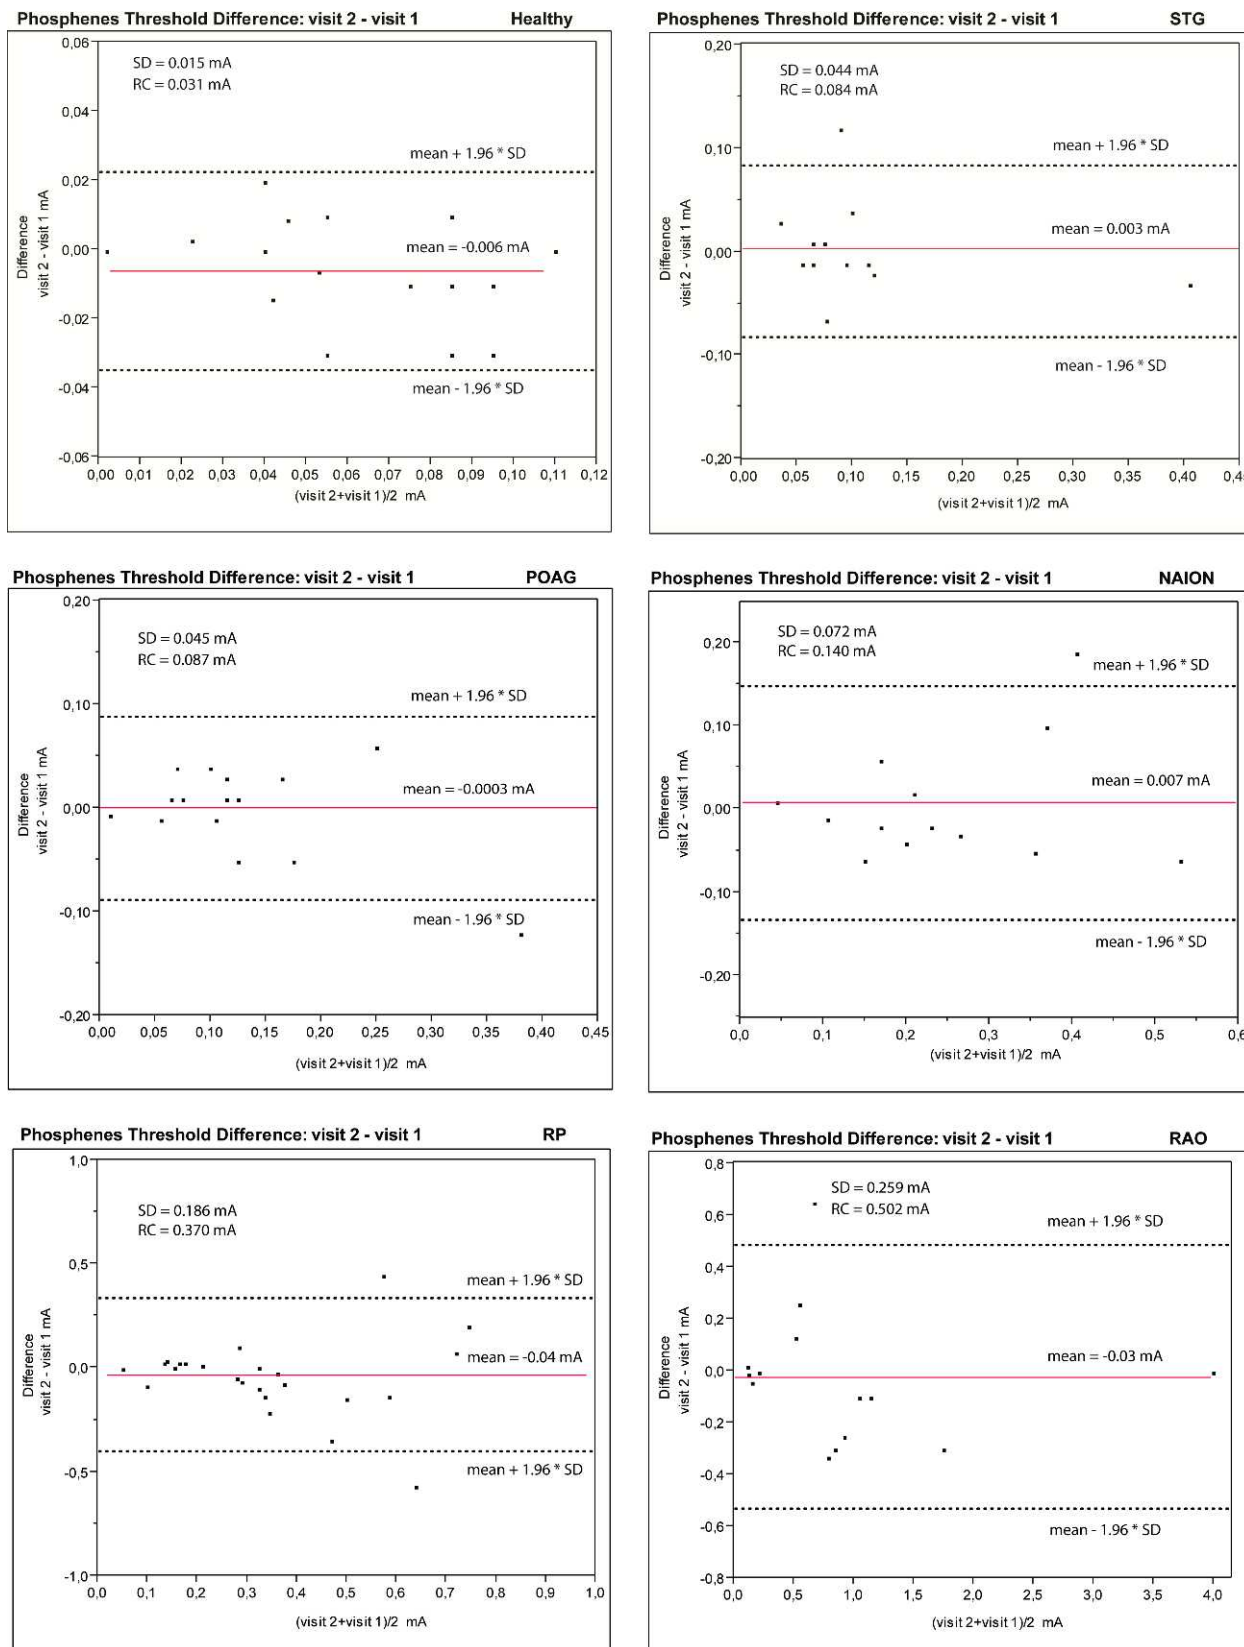 Phosphenes Threshold Difference: visit 2 - visit 1 Healthy
0,06
SD = 0.015 mA
RC = 0.031 mA
0,04
mean + 1.96 * SD
0,02
Difference
visit 2 - visit 1 mA
mean = -0.006 mA
0,00
-0,02
mean - 1.96 * SD
-0,04
-0,06
0,00 0,01 0,02 0,03 0,04 0,05 0,06 0,07 0,08 0,09 0,10 0,11 0,12
(visit 2+visit 1)/2 mA
Phosphenes Threshold Difference: visit 2 - visit 1 STG
0,20
SD = 0.044 mA
RC = 0.084 mA
0,10
mean + 1.96 * SD
Difference
visit 2 - visit 1 mA
mean = 0.003 mA
0,00
-0,10
mean - 1.96 * SD
-0,20
0,00 0,05 0,10 0,15 0,20 0,25 0,30 0,35 0,40 0,45
(visit 2+visit 1)/2 mA
Phosphenes Threshold Difference: visit 2 - visit 1 POAG
0,20
SD = 0.045 mA
RC = 0.087 mA
mean + 1.96 * SD
0,10
Difference
visit 2 - visit 1 mA
mean = -0.0003 mA
0,00
-0,10
mean - 1.96 * SD
-0,20
0,00 0,05 0,10 0,15 0,20 0,25 0,30 0,35 0,40 0,45
(visit 2+visit 1)/2 mA
Phosphenes Threshold Difference: visit 2 - visit 1 NAION
SD = 0.072 mA
0,20
RC = 0.140 mA
mean + 1.96 * SD
0,10
Difference
visit 2 - visit 1 mA
mean = 0.007 mA
0,00
-0,10
mean - 1.96 * SD
-0,20
0,0 0,1 0,2 0,3 0,4 0,5 0,6
(visit 2+visit 1)/2 mA
Phosphenes Threshold Difference: visit 2 - visit 1 RP
1,0
SD = 0.186 mA
RC = 0.370 mA
0,5
mean + 1.96 * SD
Difference
visit 2 - visit 1 mA
mean = -0.04 mA
0,0
-0,5
mean + 1.96 * SD
-1,0
0,0 0,1 0,2 0,3 0,4 0,5 0,6 0,7 0,8 0,9 1,0
(visit 2+visit 1)/2 mA
Phosphenes Threshold Difference: visit 2 - visit 1 RAO
0,8
SD = 0.259 mA
RC = 0.502 mA
0,6
mean + 1.96 * SD
0,4
0,2
Difference
visit 2 - visit 1 mA
mean = -0.03 mA
0,0
-0,2
-0,4
mean - 1.96 * SD
-0,6
-0,8
0,0 0,5 1,0 1,5 2,0 2,5 3,0 3,5 4,0
(visit 2+visit 1)/2 mA